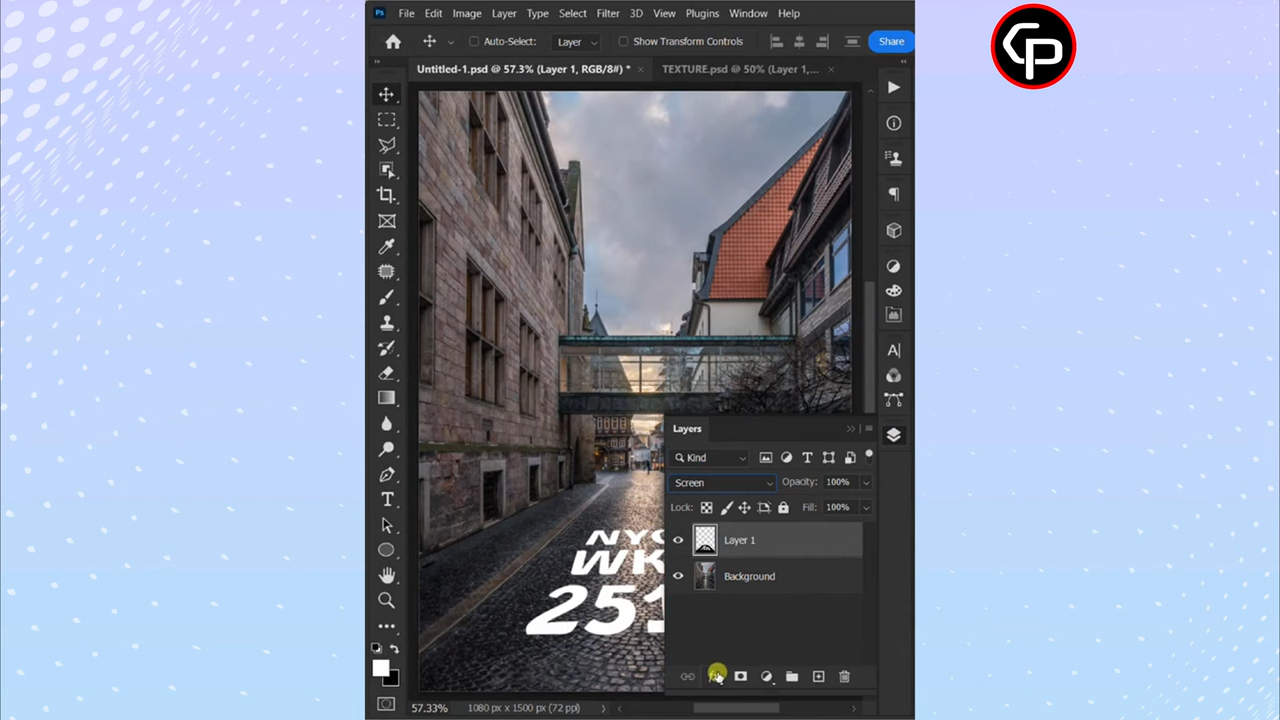 Ps File Edit Image Layer Type Select Filter 3D View Plugins Window Help
Auto-Select: Layer Show Transform Controls Share
Untitled-1.psd @ 57.3% (Layer 1, RGB/8#) * × TEXTURE.psd @ 50% (Layer 1,... ×
Layers
Kind
Screen Opacity: 100%
Lock: Fill: 100%
Layer 1
Background
NYC
WK
251
57.33% 1080 px x 1500 px (72 ppi)